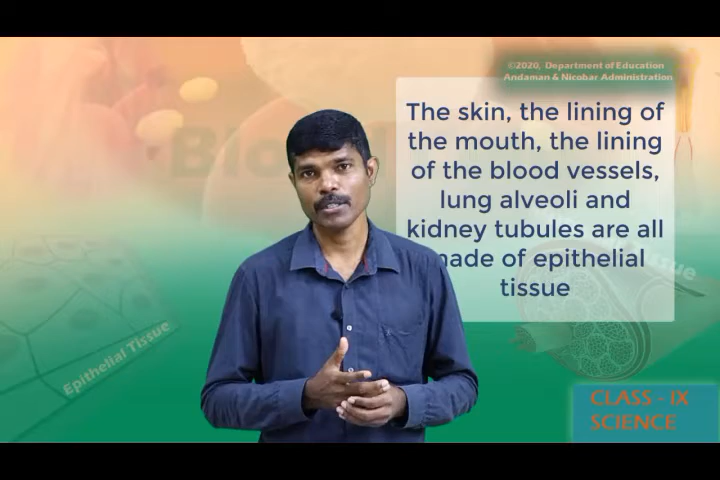 ©2020, Department of Education
Andaman & Nicobar Administration
The skin, the lining of
the mouth, the lining
of the blood vessels,
lung alveoli and
kidney tubules are all
made of epithelial
tissue
Epithelial Tissue
CLASS - IX
SCIENCE